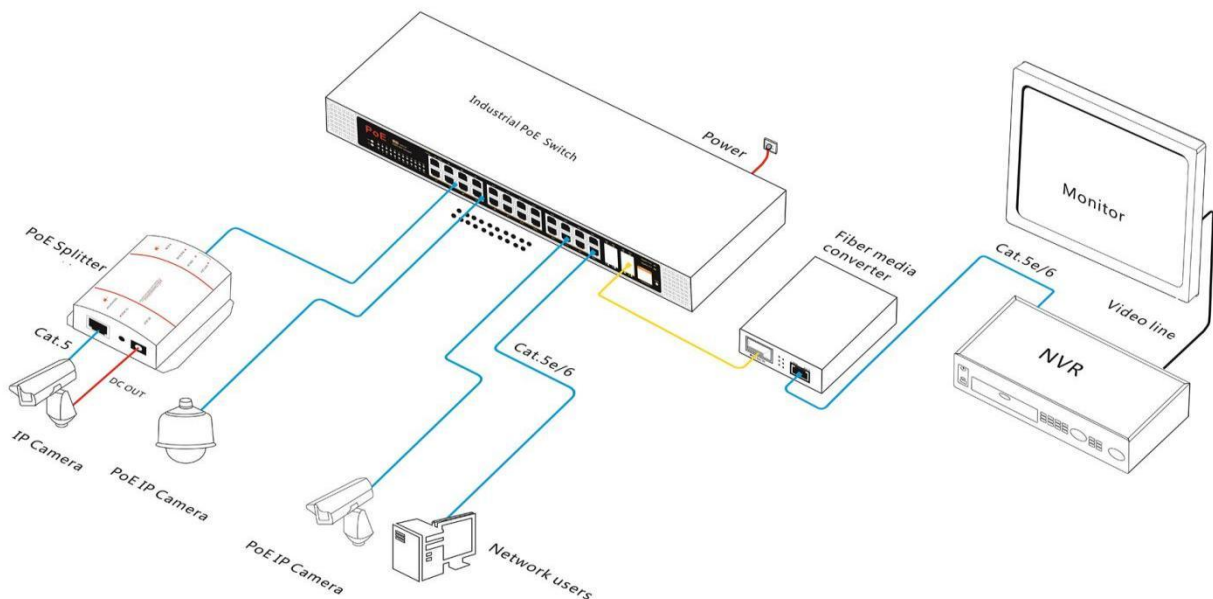 Industrial PoE Switch
PoE
Power
PoE Splitter
Cat.5
DC OUT
IP Camera
PoE IP Camera
Cat.5e/6
PoE IP Camera
Network users
Fiber media
converter
Cat.5e/6
Monitor
Video line
NVR